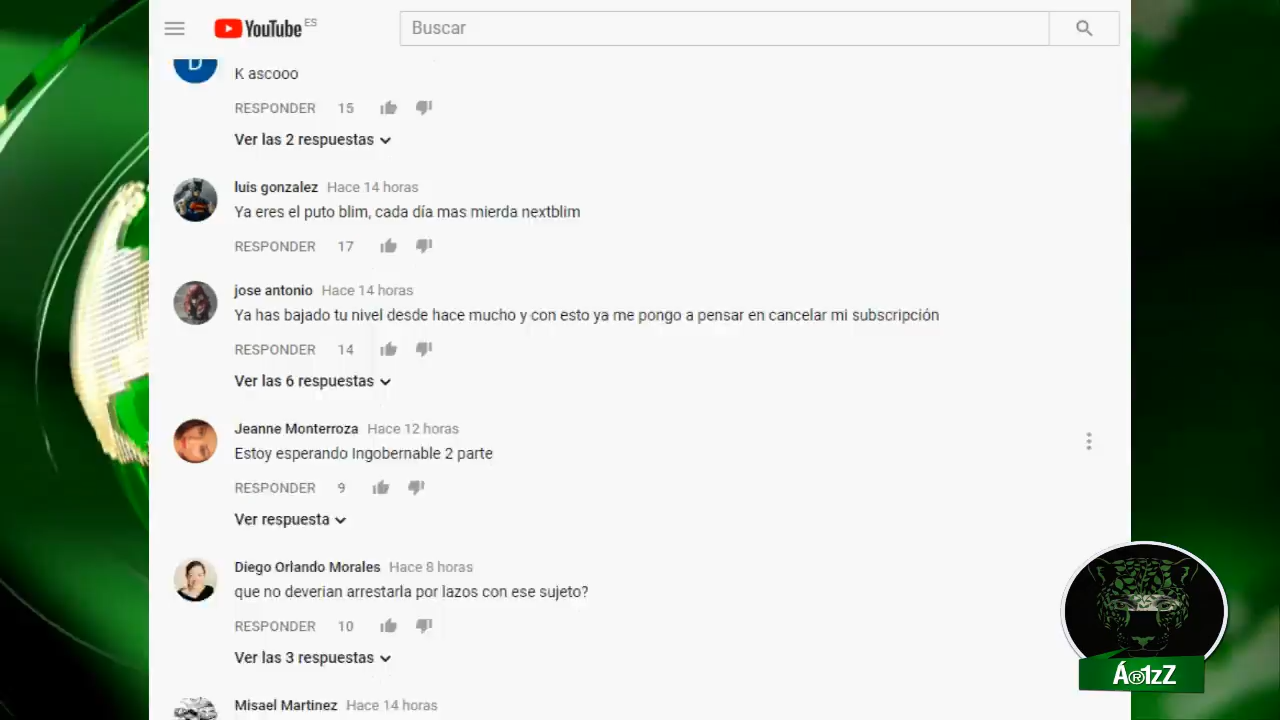 YouTube ES
Buscar
D
K ascooo
RESPONDER 15
Ver las 2 respuestas
luis gonzalez Hace 14 horas
Ya eres el puto blim, cada día mas mierda nextblim
RESPONDER 17
jose antonio Hace 14 horas
Ya has bajado tu nivel desde hace mucho y con esto ya me pongo a pensar en cancelar mi subscripción
RESPONDER 14
Ver las 6 respuestas
Jeanne Monterroza Hace 12 horas
Estoy esperando Ingobernable 2 parte
RESPONDER 9
Ver respuesta
Diego Orlando Morales Hace 8 horas
que no deverian arrestarla por lazos con ese sujeto?
RESPONDER 10
Ver las 3 respuestas
Á®1zZ
Misael Martinez Hace 14 horas